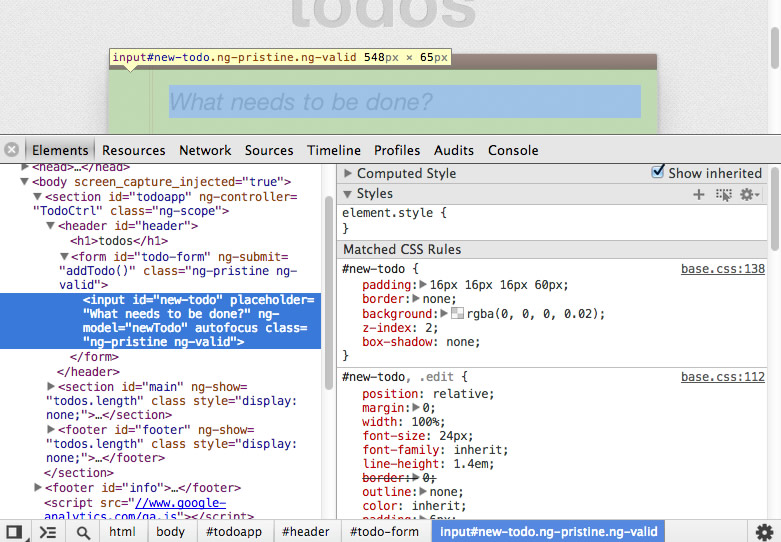 todos
input#new-todo.ng-pristine.ng-valid 548px × 65px
What needs to be done?
Elements Resources Network Sources Timeline Profiles Audits Console
<head>…</head>
<body screen_capture_injected="true">
<section id="todoapp" ng-controller=
"TodoCtrl" class="ng-scope">
<header id="header">
<h1>todos</h1>
<form id="todo-form" ng-submit=
"addTodo()" class="ng-pristine ng-
valid">
<input id="new-todo" placeholder=
"What needs to be done?" ng-
model="newTodo" autofocus class=
"ng-pristine ng-valid">
</form>
</header>
<section id="main" ng-show=
"todos.length" class style="display:
none;">…</section>
<footer id="footer" ng-show=
"todos.length" class style="display:
none;">…</footer>
</section>
<footer id="info">…</footer>
<script src="//www.google-
analytics.com/ga.js"></script>
Computed Style Show inherited
Styles
element.style {
}
Matched CSS Rules
#new-todo { base.css:138
padding: 16px 16px 16px 60px;
border: none;
background: rgba(0, 0, 0, 0.02);
z-index: 2;
box-shadow: none;
}
#new-todo, .edit { base.css:112
position: relative;
margin: 0;
width: 100%;
font-size: 24px;
font-family: inherit;
line-height: 1.4em;
border: 0;
outline: none;
color: inherit;
padding: 6px;
html body #todoapp #header #todo-form input#new-todo.ng-pristine.ng-valid